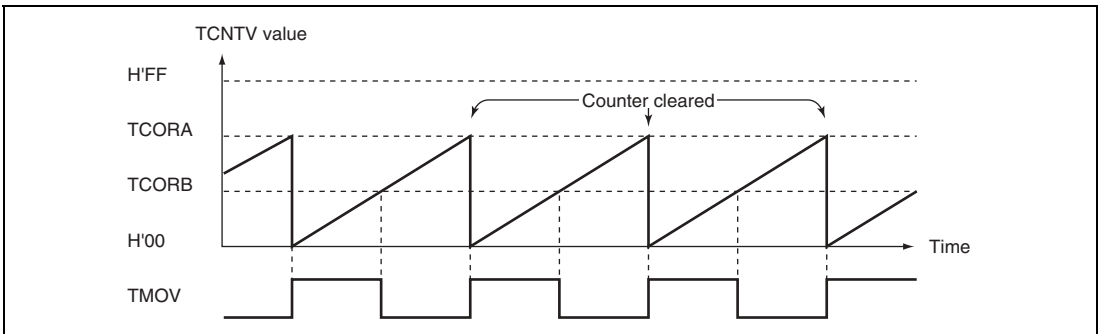 TCNTV value
H'FF
Counter cleared
TCORA
TCORB
H'00
Time
TMOV